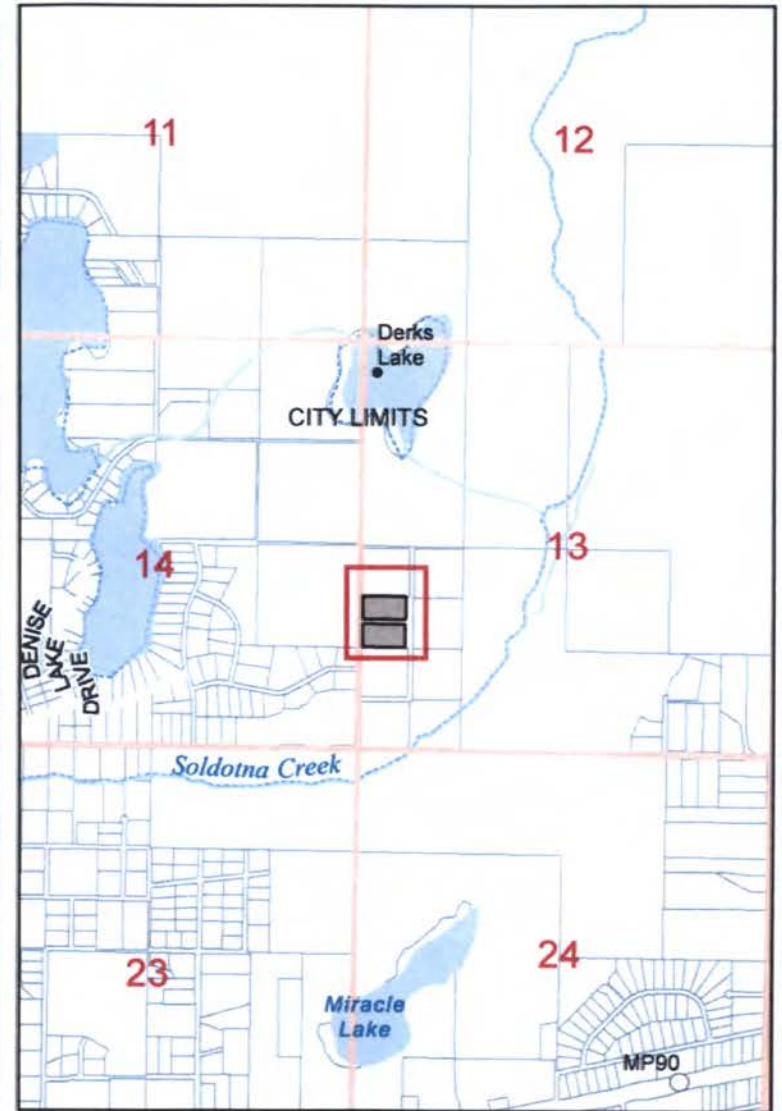 11
12
Derks
Lake
CITY LIMITS
13
14
DENISE
LAKE
DRIVE
Soldotna Creek
23
24
Miracle
Lake
MP90